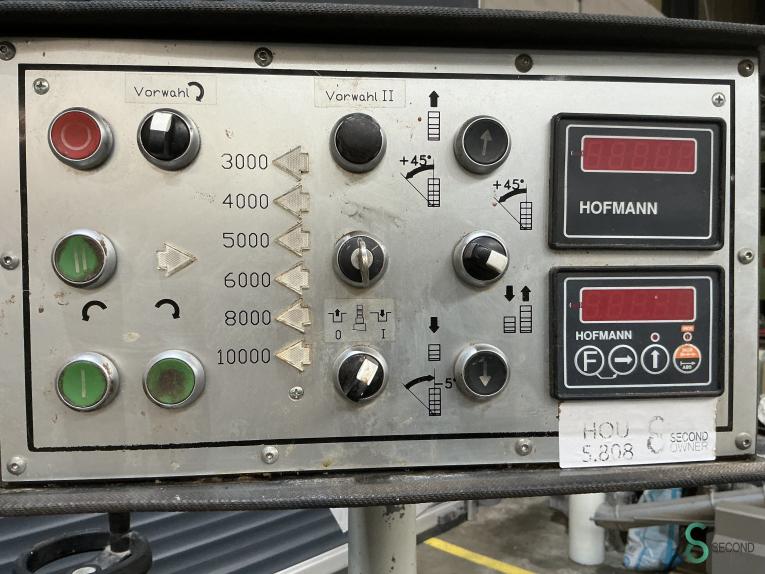 Vorwahl
Vorwahl II
3000
4000
5000
6000
8000
10000
+45°
+45°
O I
-5°
HOFMANN
HOFMANN
F
ABS
HOU
5.808
SECOND
OWNER
SECOND